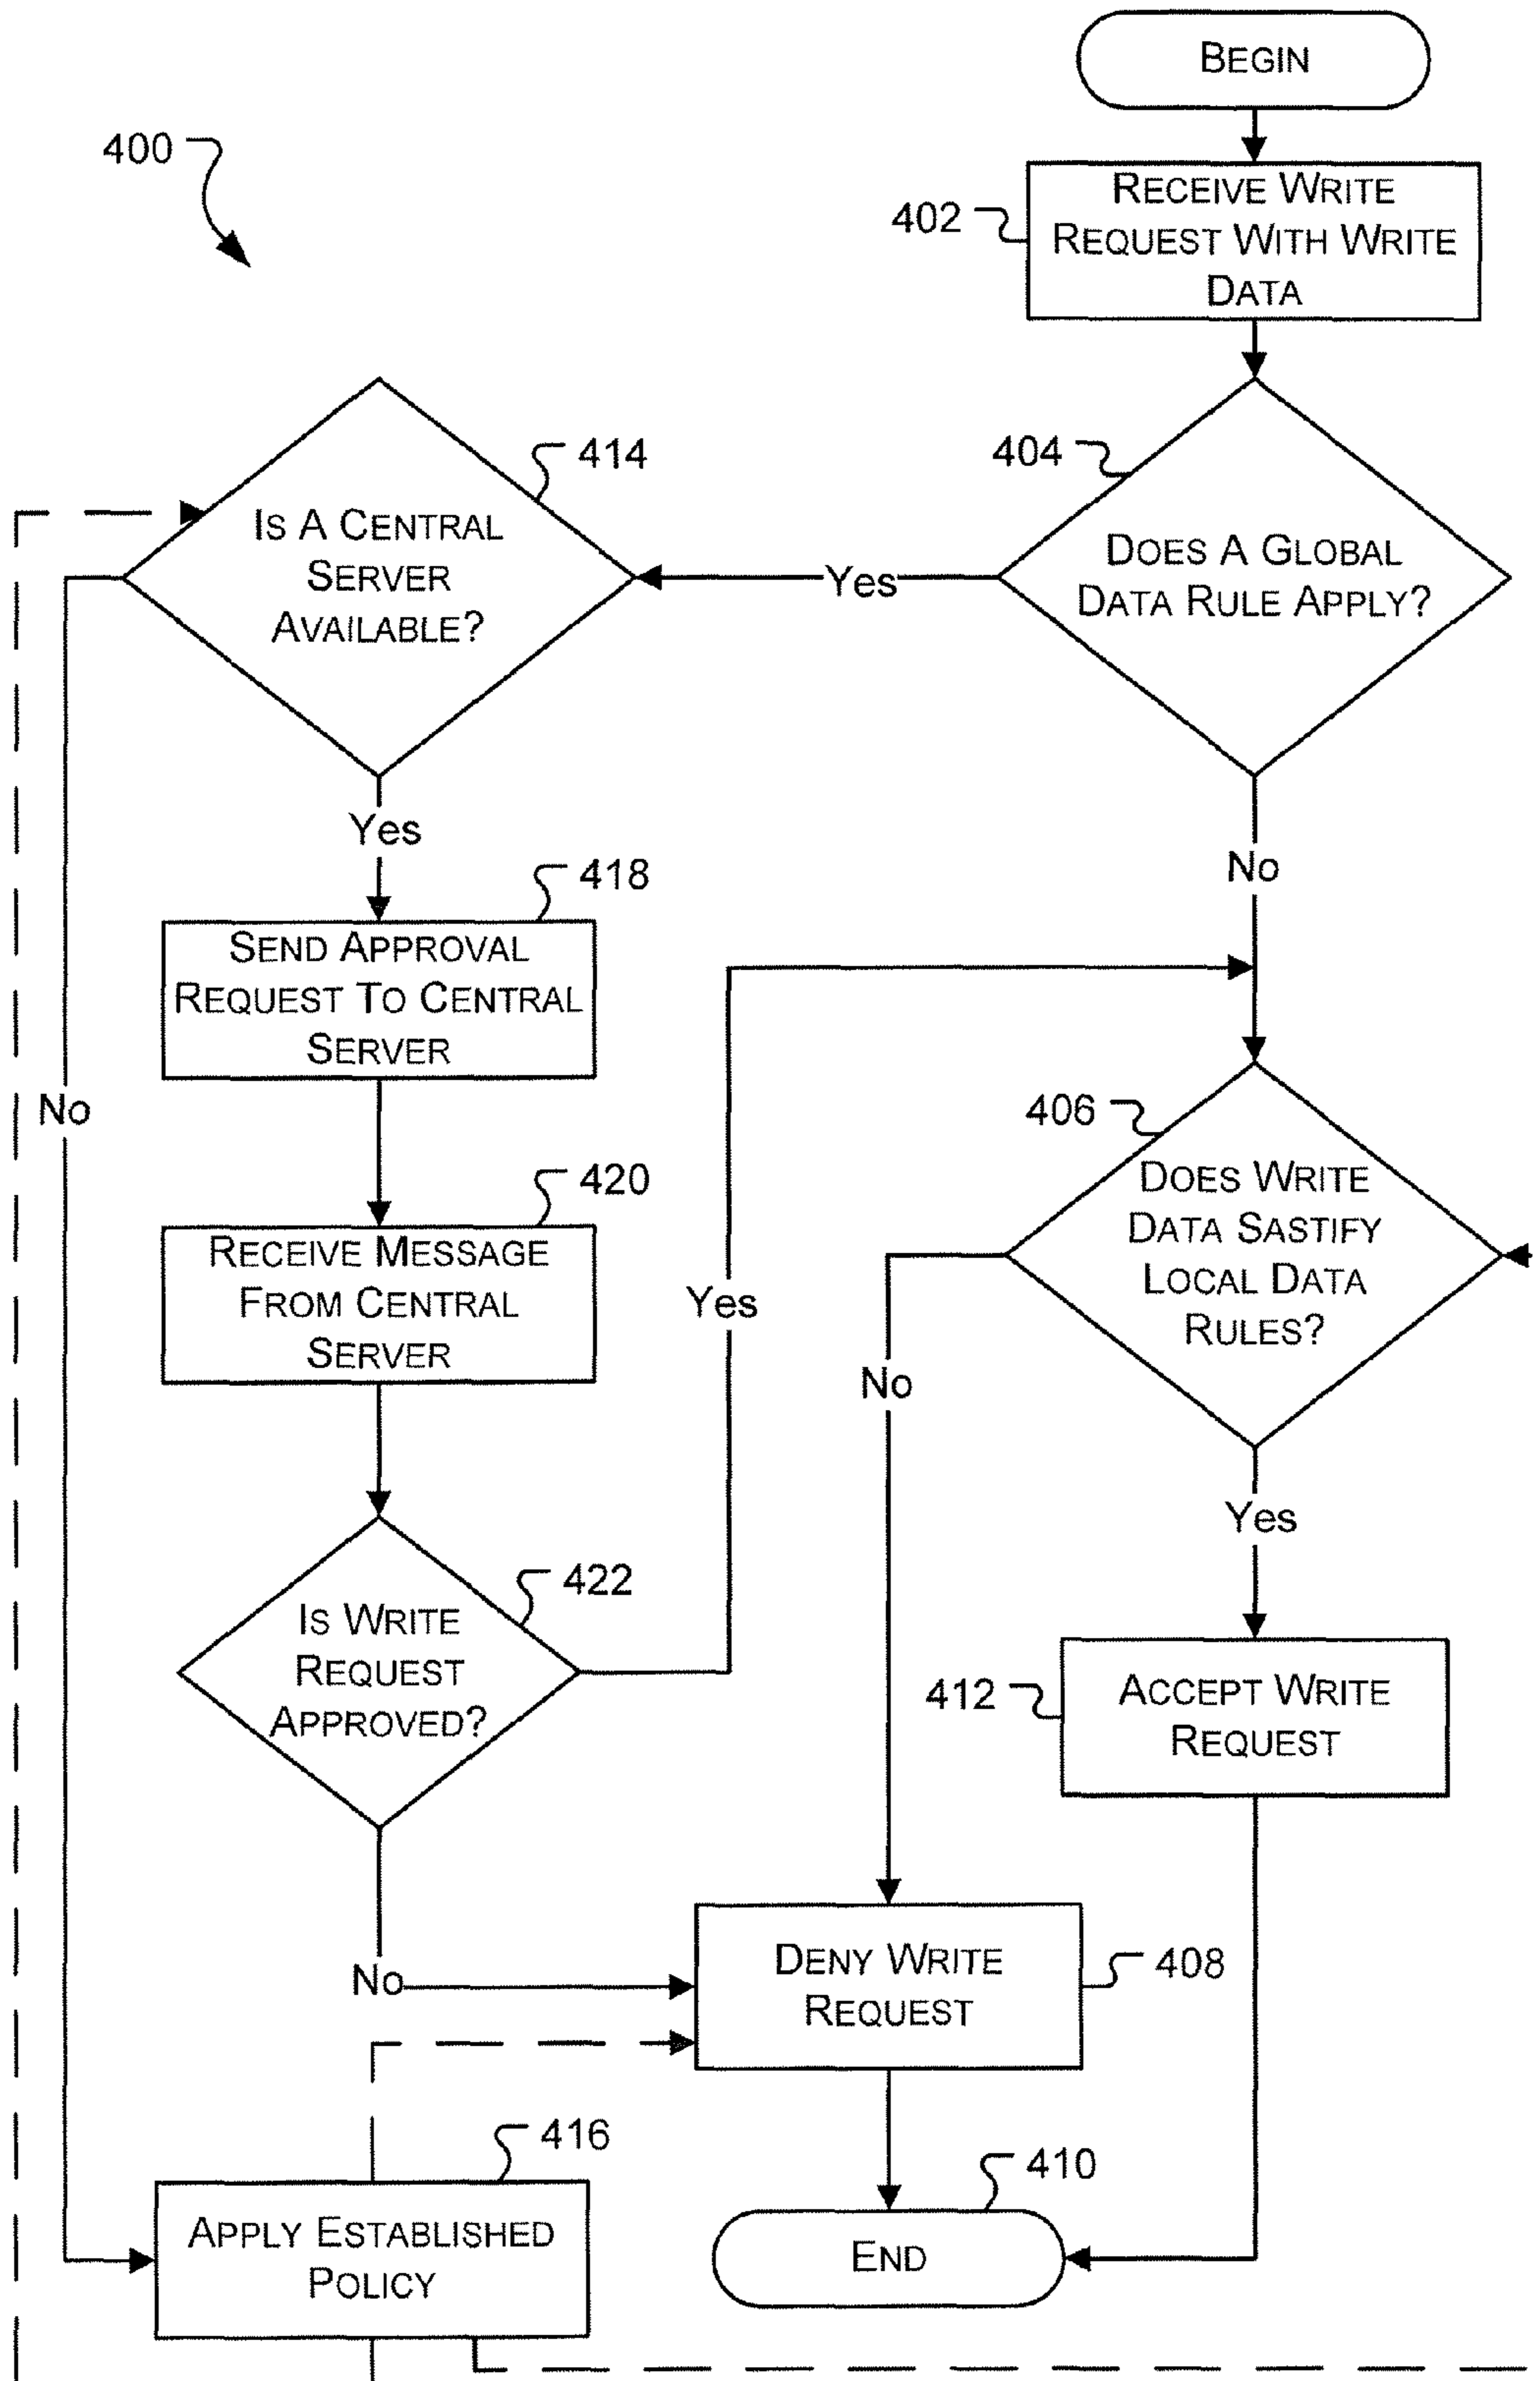 BEGIN
400
402
RECEIVE WRITE
REQUEST WITH WRITE
DATA
414
IS A CENTRAL
SERVER
AVAILABLE?
Yes
404
DOES A GLOBAL
DATA RULE APPLY?
Yes
No
418
SEND APPROVAL
REQUEST TO CENTRAL
SERVER
No
406
DOES WRITE
DATA SASTIFY
LOCAL DATA
RULES?
420
RECEIVE MESSAGE
FROM CENTRAL
SERVER
Yes
No
Yes
422
IS WRITE
REQUEST
APPROVED?
412
ACCEPT WRITE
REQUEST
No
DENY WRITE
REQUEST
408
416
APPLY ESTABLISHED
POLICY
410
END